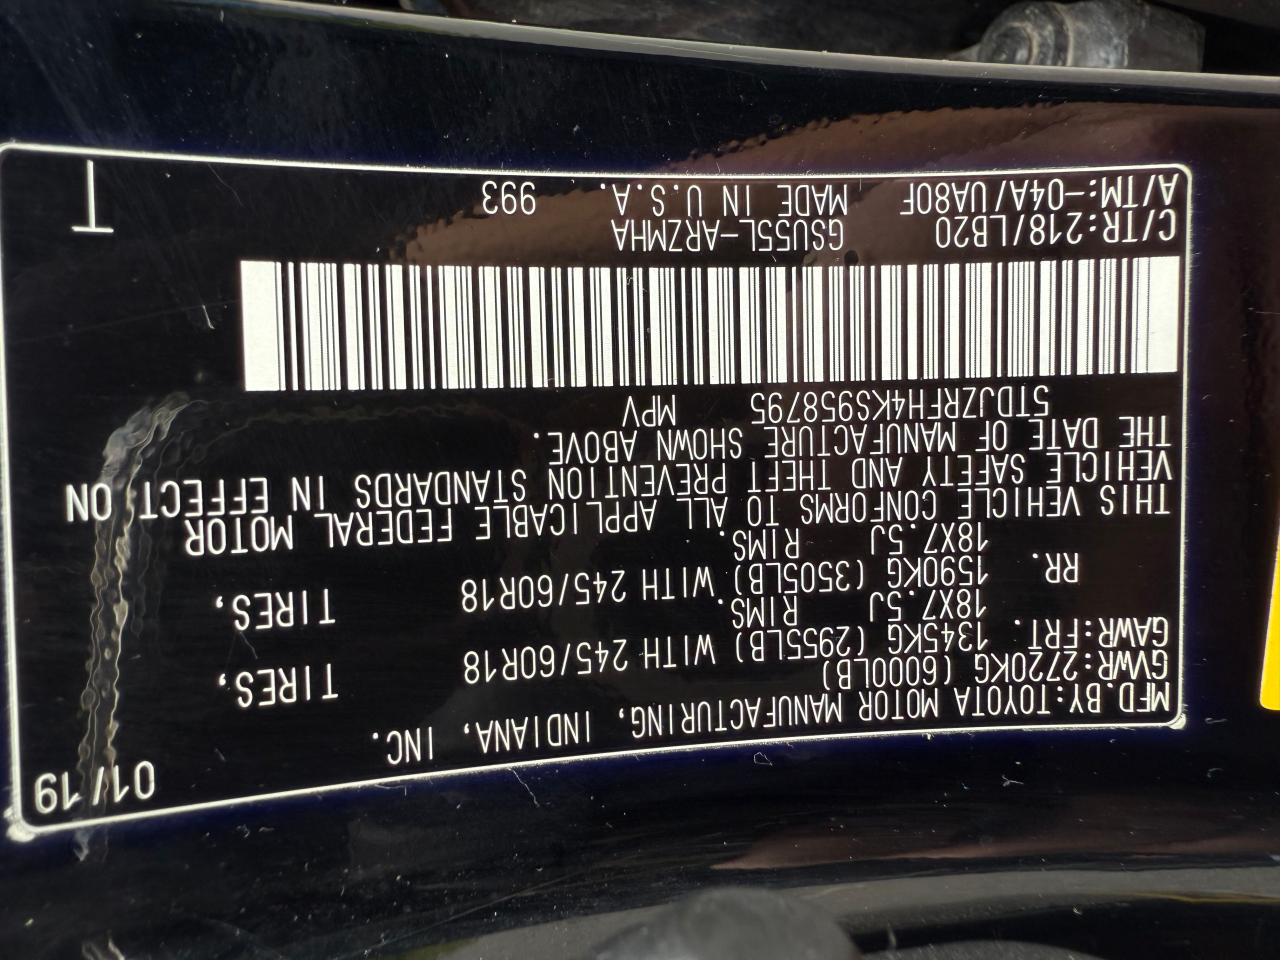 MFD.BY:TOYOTA MOTOR MANUFACTURING, INDIANA, INC. 01/19
GVWR:2720KG (6000LB)
GAWR:FRT. 1345KG (2955LB) WITH 245/60R18 TIRES,
18X7.5J RIMS.
RR. 1590KG (3505LB) WITH 245/60R18 TIRES,
18X7.5J RIMS.
THIS VEHICLE CONFORMS TO ALL APPLICABLE FEDERAL MOTOR
VEHICLE SAFETY AND THEFT PREVENTION STANDARDS IN EFFECT ON
THE DATE OF MANUFACTURE SHOWN ABOVE.
5TDJZRFH4KS958795 MPV
C/TR:218/LB20 GSU55L-ARZMHA
A/TM:-04A/UA80F MADE IN U.S.A. 993 T